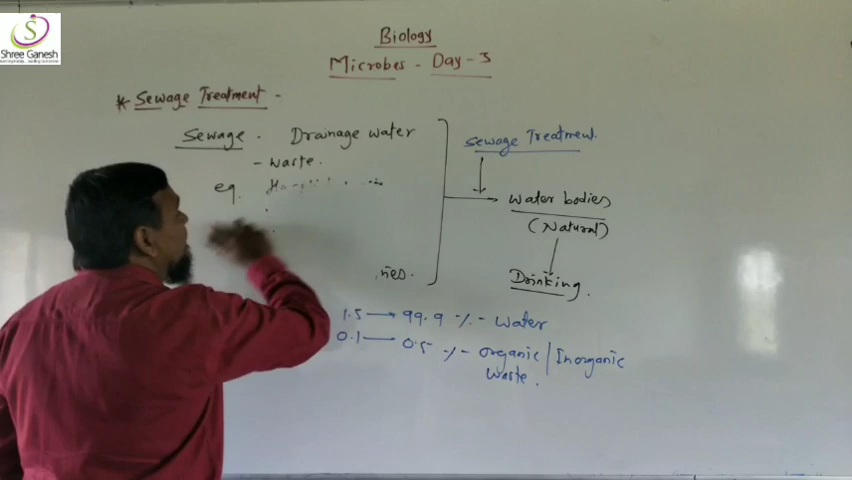 S
Shree Ganesh
Biology
Microbes - Day - 3
* Sewage Treatment -
Sewage. Drainage water
- waste.
eg.
nes.
Sewage Treatment.
Water bodies
(Natural)
Drinking.
1.5 → 99.9 % - Water
0.1 → 0.5 % - organic | Inorganic
Waste.